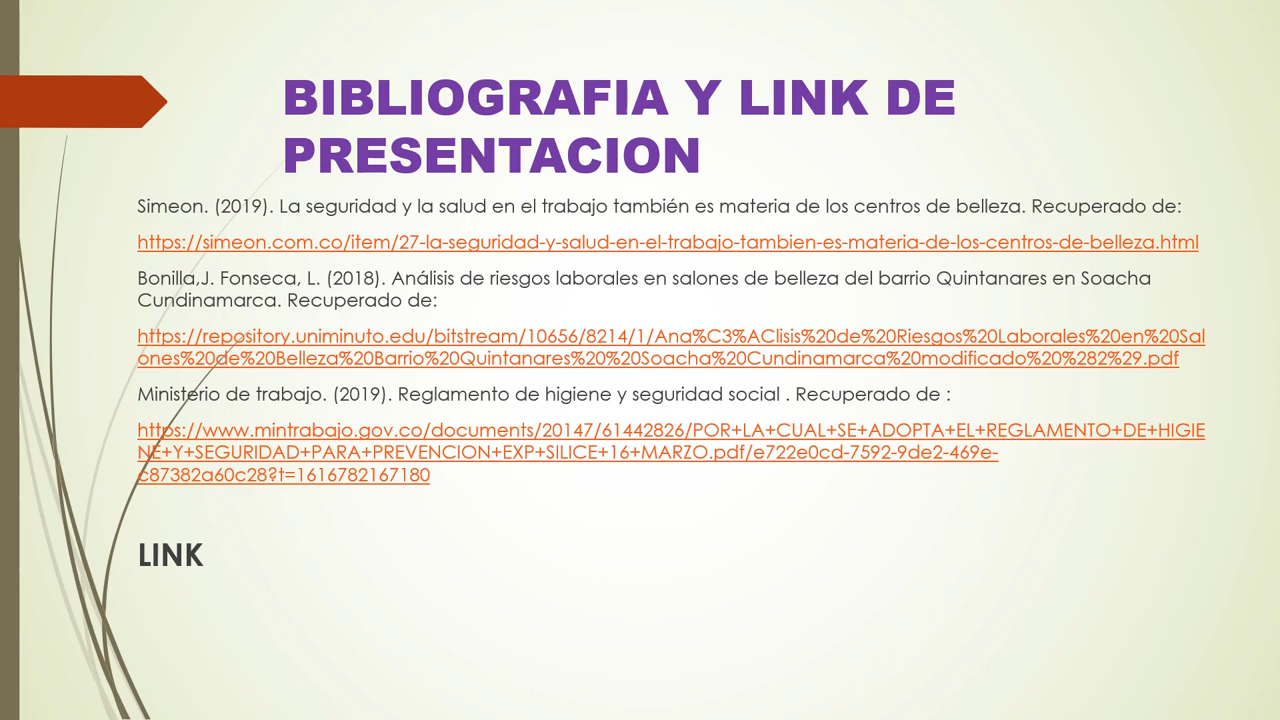 BIBLIOGRAFIA Y LINK DE
PRESENTACION
Simeon. (2019). La seguridad y la salud en el trabajo también es materia de los centros de belleza. Recuperado de:
https://simeon.com.co/item/27-la-seguridad-y-salud-en-el-trabajo-tambien-es-materia-de-los-centros-de-belleza.html
Bonilla,J. Fonseca, L. (2018). Análisis de riesgos laborales en salones de belleza del barrio Quintanares en Soacha
Cundinamarca. Recuperado de:
https://repository.uniminuto.edu/bitstream/10656/8214/1/Ana%C3%AClisis%20de%20Riesgos%20Laborales%20en%20Sal
ones%20de%20Belleza%20Barrio%20Quintanares%20%20Soacha%20Cundinamarca%20modificado%20%282%29.pdf
Ministerio de trabajo. (2019). Reglamento de higiene y seguridad social . Recuperado de :
https://www.mintrabajo.gov.co/documents/20147/61442826/POR+LA+CUAL+SE+ADOPTA+EL+REGLAMENTO+DE+HIGIE
NE+Y+SEGURIDAD+PARA+PREVENCION+EXP+SILICE+16+MARZO.pdf/e722e0cd-7592-9de2-469e-
c87382a60c28?t=1616782167180
LINK